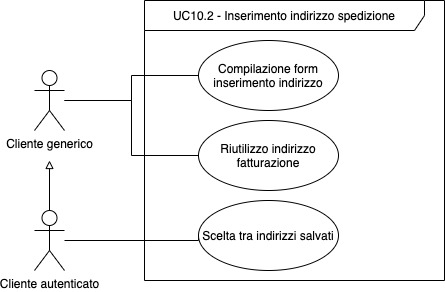 UC10.2 - Inserimento indirizzo spedizione
Compilazione form
inserimento indirizzo
Cliente generico
Riutilizzo indirizzo
fatturazione
Scelta tra indirizzi salvati
Cliente autenticato